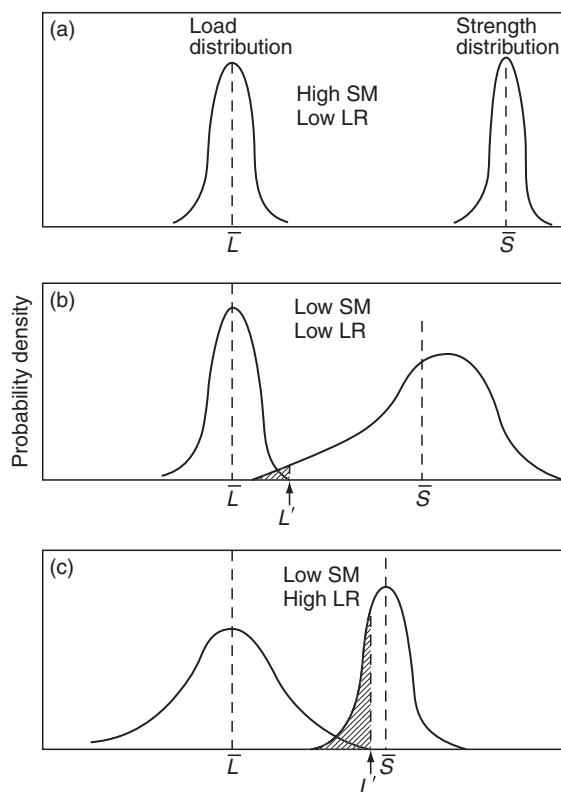 (a)
Load
distribution
Strength
distribution
High SM
Low LR
L̅
S̅
Probability density
(b)
Low SM
Low LR
L̅
S̅
L′
(c)
Low SM
High LR
L̅
S̅
L′